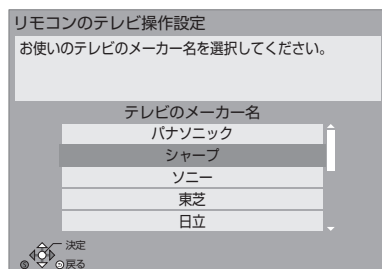 リモコンのテレビ操作設定
お使いのテレビのメーカー名を選択してください。
テレビのメーカー名
パナソニック
シャープ
ソニー
東芝
日立
決定
戻る